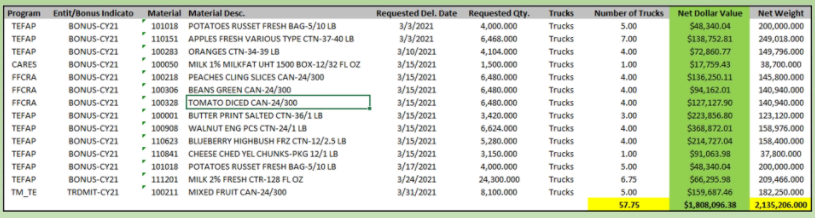 Program Entitl/Bonus Indicato Material Material Desc. Requested Del. Date Requested Qty. Trucks Number of Trucks Net Dollar Value Net Weight
TEFAP BONUS-CY21 101018 POTATOES RUSSET FRESH BAG-5/10 LB 3/3/2021 4,000.000 Trucks 5.00 $48,340.04 200,000.000
TEFAP BONUS-CY21 110151 APPLES FRESH VARIOUS TYPE CTN-37-40 LB 3/3/2021 6,468.000 Trucks 7.00 $138,752.81 249,018.000
TEFAP BONUS-CY21 100283 ORANGES CTN-34-39 LB 3/10/2021 4,104.000 Trucks 4.00 $72,860.77 149,796.000
CARES BONUS-CY21 100050 MILK 1% MILKFAT UHT 1500 BOX-12/32 FL OZ 3/15/2021 1,500.000 Trucks 1.00 $17,759.43 38,700.000
FFCRA BONUS-CY21 100218 PEACHES CLING SLICES CAN-24/300 3/15/2021 6,480.000 Trucks 4.00 $136,250.11 145,800.000
FFCRA BONUS-CY21 100306 BEANS GREEN CAN-24/300 3/15/2021 6,480.000 Trucks 4.00 $94,162.01 140,940.000
FFCRA BONUS-CY21 100328 TOMATO DICED CAN-24/300 3/15/2021 6,480.000 Trucks 4.00 $127,127.90 140,940.000
TEFAP BONUS-CY21 100001 BUTTER PRINT SALTED CTN-36/1 LB 3/15/2021 3,420.000 Trucks 3.00 $223,856.80 123,120.000
TEFAP BONUS-CY21 100908 WALNUT ENG PCS CTN-24/1 LB 3/15/2021 6,624.000 Trucks 4.00 $368,872.01 158,976.000
TEFAP BONUS-CY21 110623 BLUEBERRY HIGHBUSH FRZ CTN-12/2.5 LB 3/15/2021 5,280.000 Trucks 4.00 $214,727.04 158,400.000
TEFAP BONUS-CY21 110841 CHEESE CHED YEL CHUNKS-PKG 12/1 LB 3/15/2021 3,150.000 Trucks 1.00 $91,063.98 37,800.000
TEFAP BONUS-CY21 101018 POTATOES RUSSET FRESH BAG-5/10 LB 3/17/2021 4,000.000 Trucks 5.00 $48,340.04 200,000.000
TEFAP BONUS-CY21 111201 MILK 2% FRESH CTR-128 FL OZ 3/24/2021 24,300.000 Trucks 6.75 $66,295.98 209,466.000
TM_TE TRDMIT-CY21 100211 MIXED FRUIT CAN-24/300 3/31/2021 8,100.000 Trucks 5.00 $159,687.46 182,250.000
57.75 $1,808,096.38 2,135,206.000